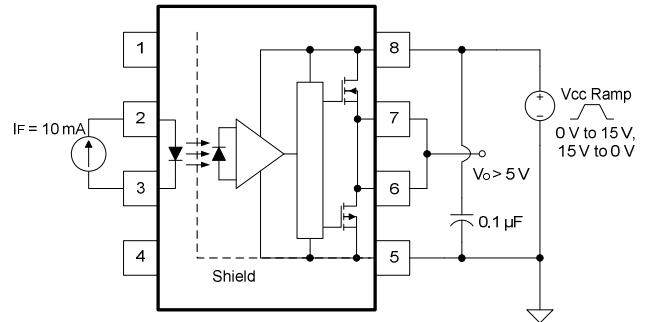 1
8
2
7
IF = 10 mA
Vcc Ramp
+
-
0 V to 15 V,
15 V to 0 V
VO > 5 V
3
6
0.1 µF
4
5
Shield